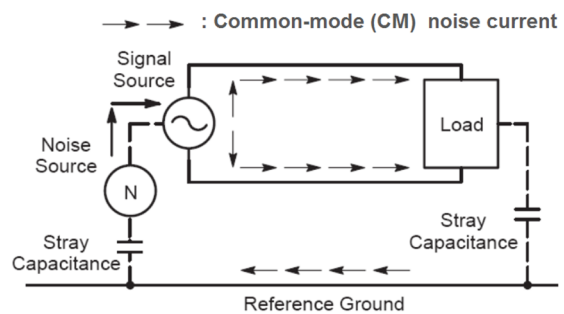 : Common-mode (CM) noise current
Signal
Source
Noise
Source
N
Load
Stray
Capacitance
Stray
Capacitance
Reference Ground